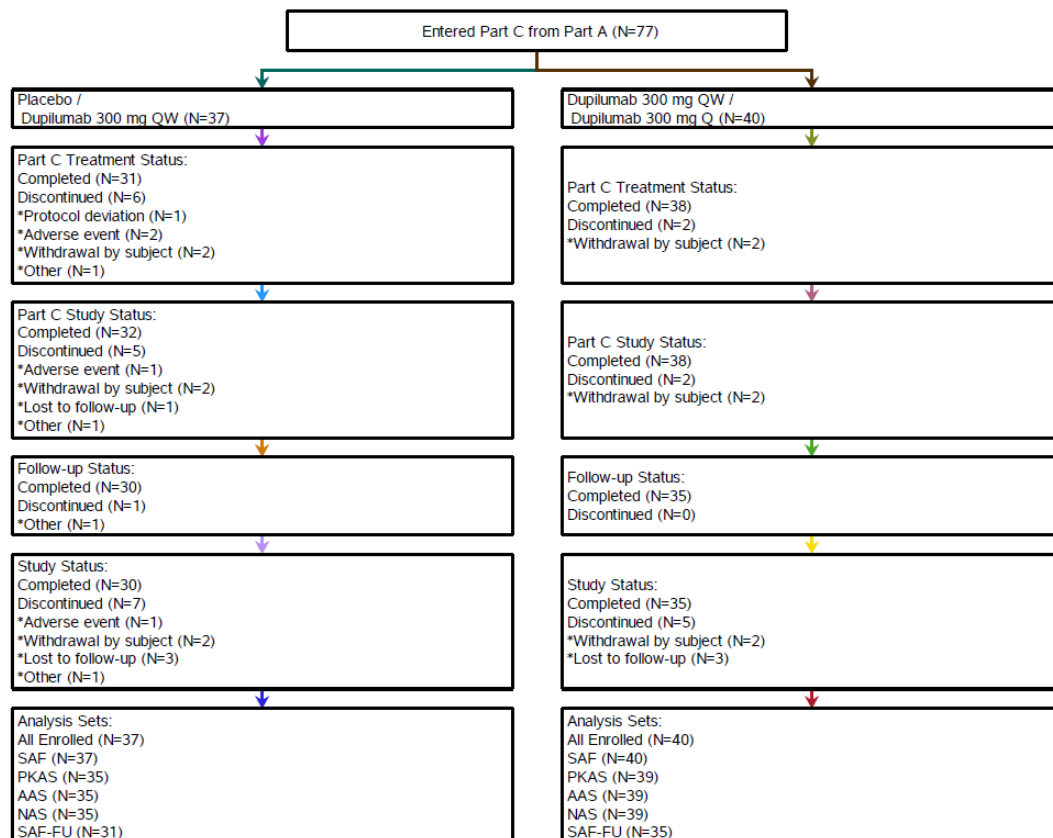 Entered Part C from Part A (N=77)
Placebo /
Dupilumab 300 mg QW (N=37)
Dupilumab 300 mg QW /
Dupilumab 300 mg Q (N=40)
Part C Treatment Status:
Completed (N=31)
Discontinued (N=6)
*Protocol deviation (N=1)
*Adverse event (N=2)
*Withdrawal by subject (N=2)
*Other (N=1)
Part C Treatment Status:
Completed (N=38)
Discontinued (N=2)
*Withdrawal by subject (N=2)
Part C Study Status:
Completed (N=32)
Discontinued (N=5)
*Adverse event (N=1)
*Withdrawal by subject (N=2)
*Lost to follow-up (N=1)
*Other (N=1)
Part C Study Status:
Completed (N=38)
Discontinued (N=2)
*Withdrawal by subject (N=2)
Follow-up Status:
Completed (N=30)
Discontinued (N=1)
*Other (N=1)
Follow-up Status:
Completed (N=35)
Discontinued (N=0)
Study Status:
Completed (N=30)
Discontinued (N=7)
*Adverse event (N=1)
*Withdrawal by subject (N=2)
*Lost to follow-up (N=3)
*Other (N=1)
Study Status:
Completed (N=35)
Discontinued (N=5)
*Withdrawal by subject (N=2)
*Lost to follow-up (N=3)
Analysis Sets:
All Enrolled (N=37)
SAF (N=37)
PKAS (N=35)
AAS (N=35)
NAS (N=35)
SAF-FU (N=31)
Analysis Sets:
All Enrolled (N=40)
SAF (N=40)
PKAS (N=39)
AAS (N=39)
NAS (N=39)
SAF-FU (N=35)